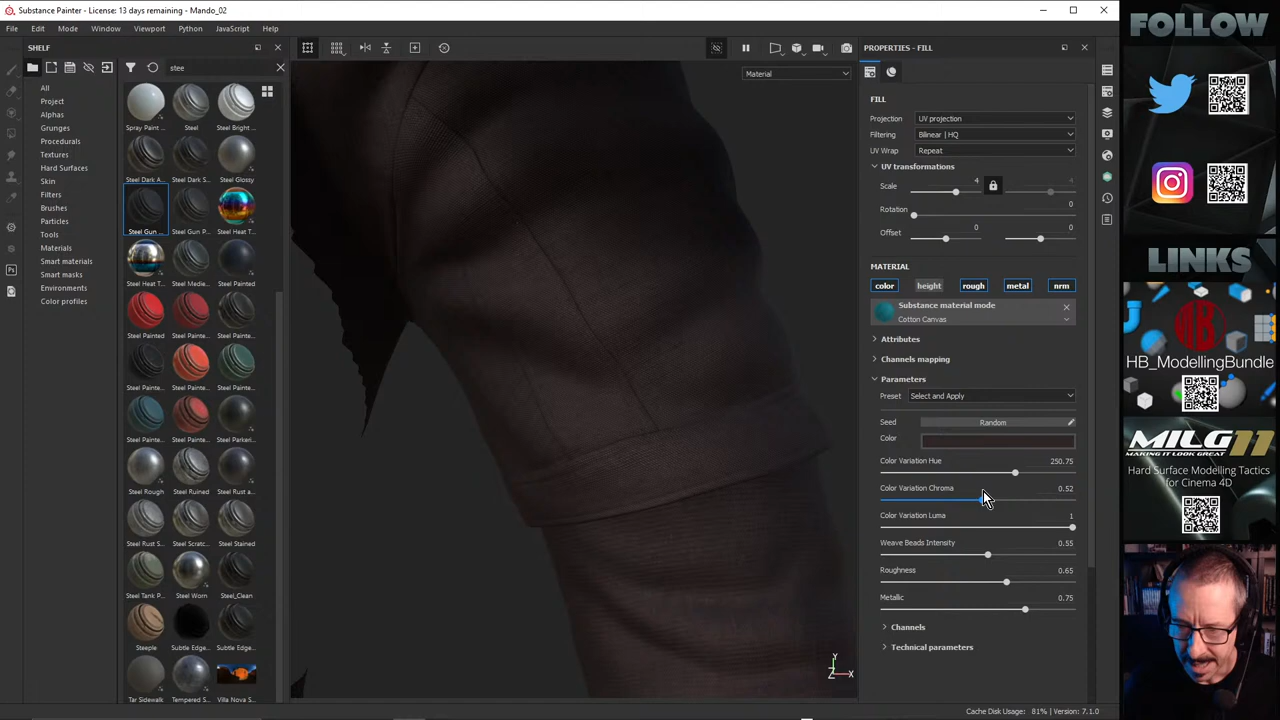 Substance Painter - License: 13 days remaining - Mando_02
File Edit Mode Window Viewport Python JavaScript Help
SHELF
stee
All
Project
Alphas
Grunges
Procedurals
Textures
Hard Surfaces
Skin
Filters
Brushes
Particles
Tools
Materials
Smart materials
Smart masks
Environments
Color profiles
Spray Paint ... Steel Steel Bright ...
Steel Dark A... Steel Dark S... Steel Glossy
Steel Gun ... Steel Gun P... Steel Heat T...
Steel Heat T... Steel Medie... Steel Painted
Steel Painted Steel Painte... Steel Painte...
Steel Painte... Steel Painte... Steel Painte...
Steel Painte... Steel Painte... Steel Parkeri...
Steel Rough Steel Ruined Steel Rust a...
Steel Rust S... Steel Scratc... Steel Stained
Steel Tank P... Steel Worn Steel_Clean
Steeple Subtle Edge... Subtle Edge...
Tar Sidewalk Tempered S... Villa Nova S...
Ps
Material
Y
Z X
PROPERTIES - FILL
FILL
Projection UV projection
Filtering Bilinear | HQ
UV Wrap Repeat
UV transformations
Scale 4 4
Rotation 0
Offset 0 0
MATERIAL
color height rough metal nrm
Substance material mode
Cotton Canvas
Attributes
Channels mapping
Parameters
Preset Select and Apply
Seed Random
Color
Color Variation Hue 250.75
Color Variation Chroma 0.52
Color Variation Luma 1
Weave Beads Intensity 0.55
Roughness 0.65
Metallic 0.75
Channels
Technical parameters
Cache Disk Usage: 81% | Version: 7.1.0
FOLLOW
LINKS
HB
HB_ModellingBundle
MILG11
MAKING IT LOOK GREAT
Hard Surface Modelling Tactics
for Cinema 4D